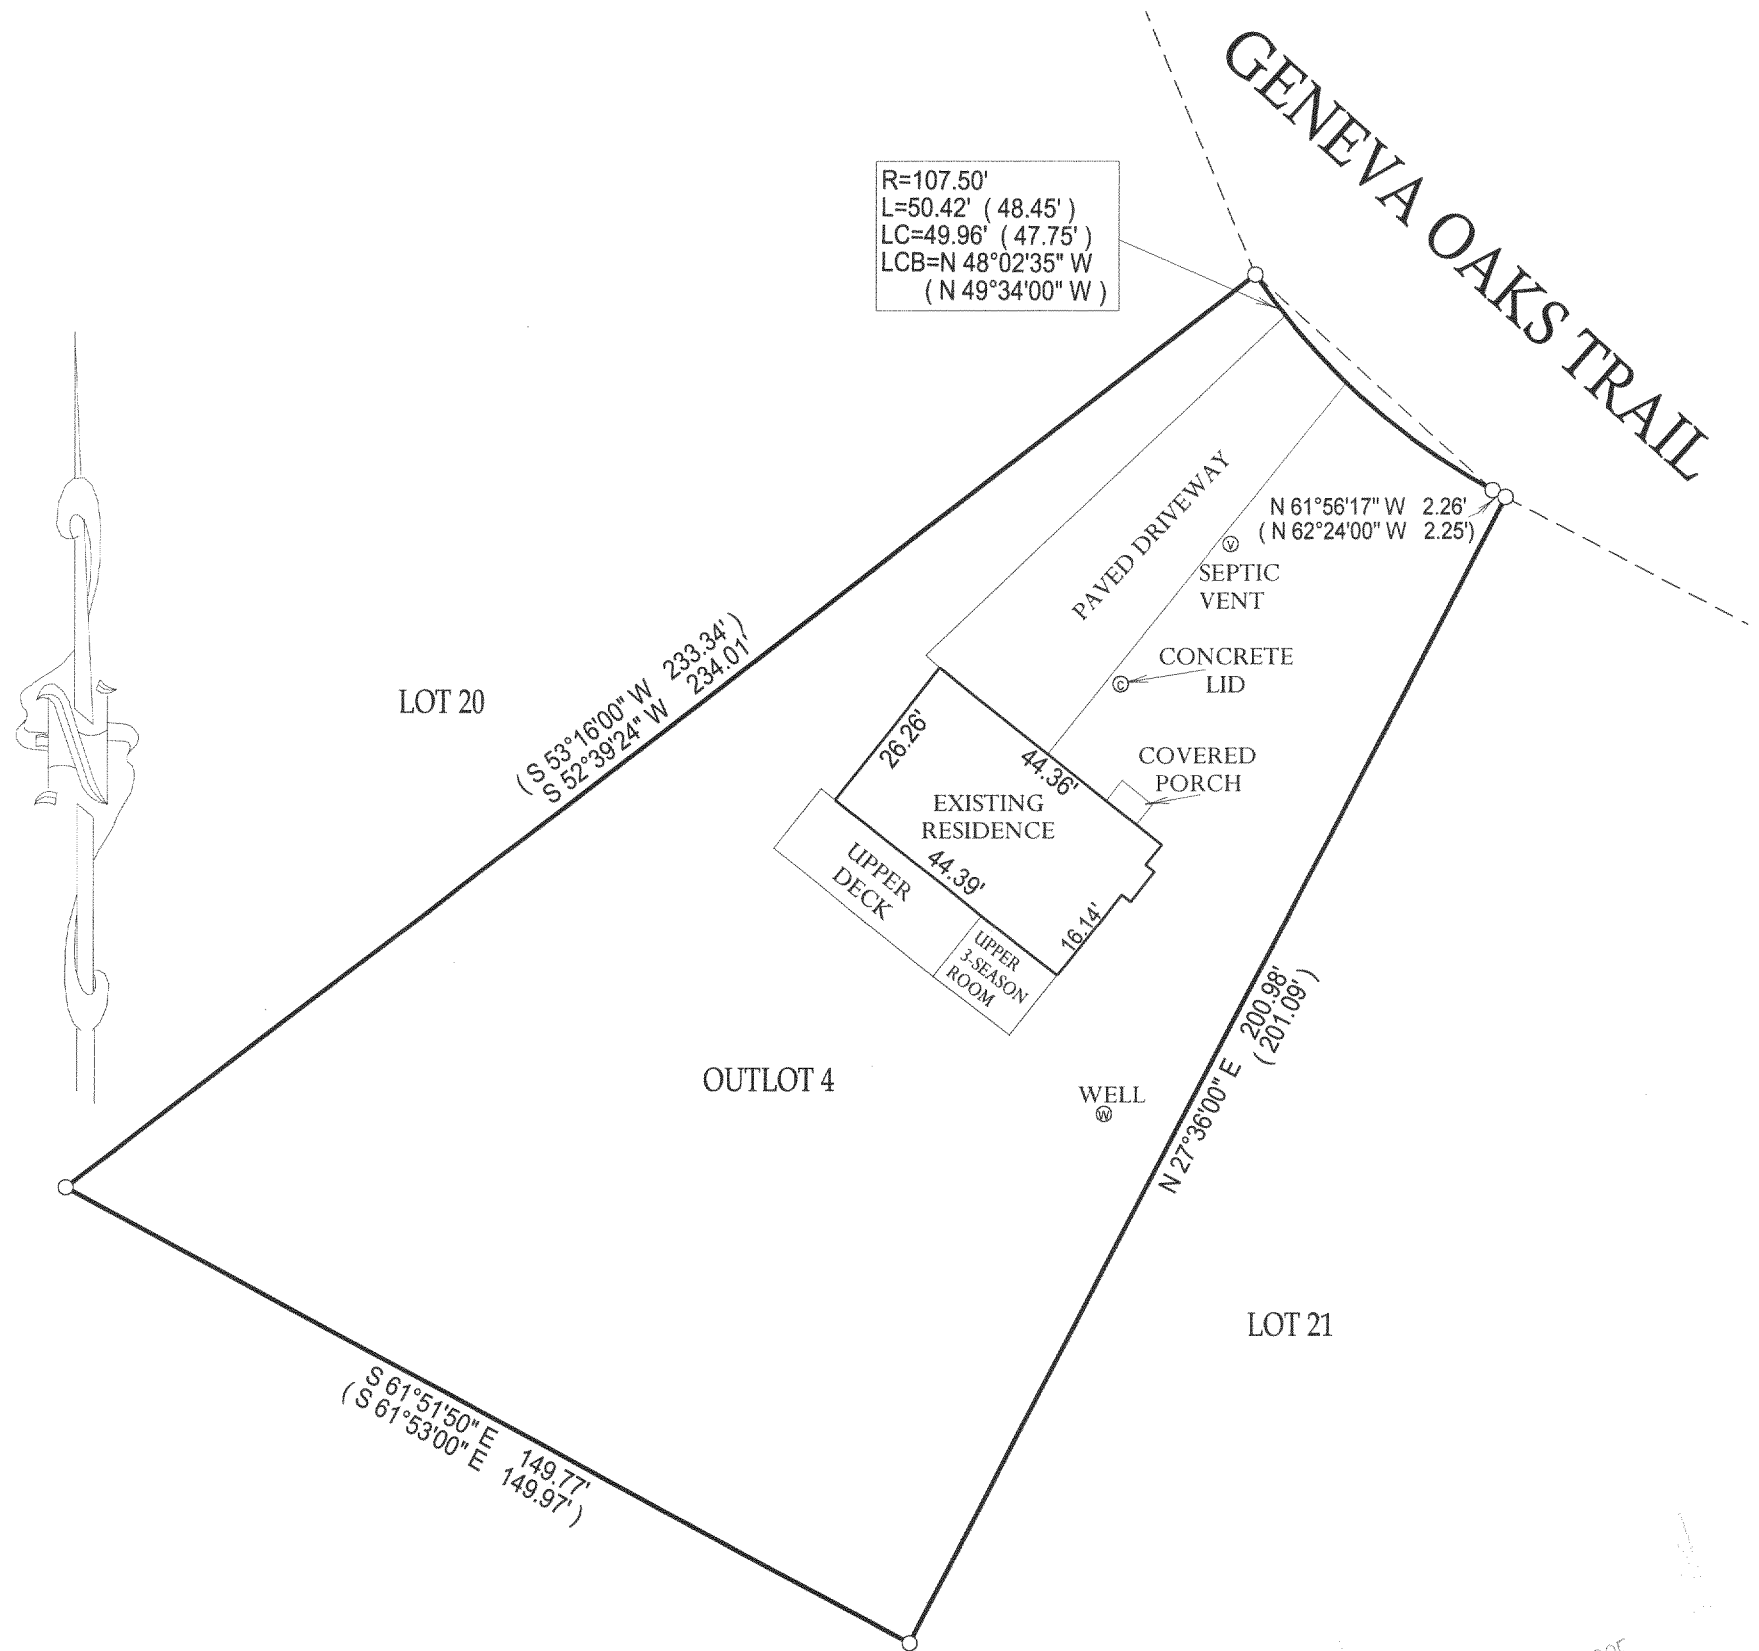 GENEVA OAKS TRAIL
R=107.50'
L=50.42' ( 48.45' )
LC=49.96' ( 47.75' )
LCB=N 48°02'35" W
( N 49°34'00" W )
N 61°56'17" W 2.26'
( N 62°24'00" W 2.25')
PAVED DRIVEWAY
V
SEPTIC
VENT
CONCRETE
LID
C
LOT 20
( S 53°16'00" W 233.34' )
S 52°39'24" W 234.01'
26.26'
44.36'
COVERED
PORCH
EXISTING
RESIDENCE
UPPER
DECK
44.39'
16.14'
UPPER
3-SEASON
ROOM
N 27°36'00" E 200.98'
( 201.09' )
OUTLOT 4
WELL
W
LOT 21
S 61°51'50" E 149.77'
( S 61°53'00" E 149.97' )